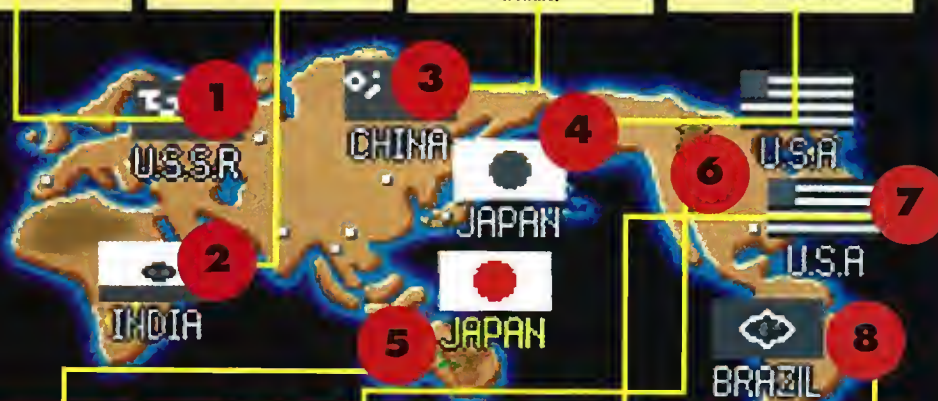 1
U.S.S.R
2
INDIA
3
CHINA
4
JAPAN
5
JAPAN
6
U.S.A
7
U.S.A
8
BRAZIL